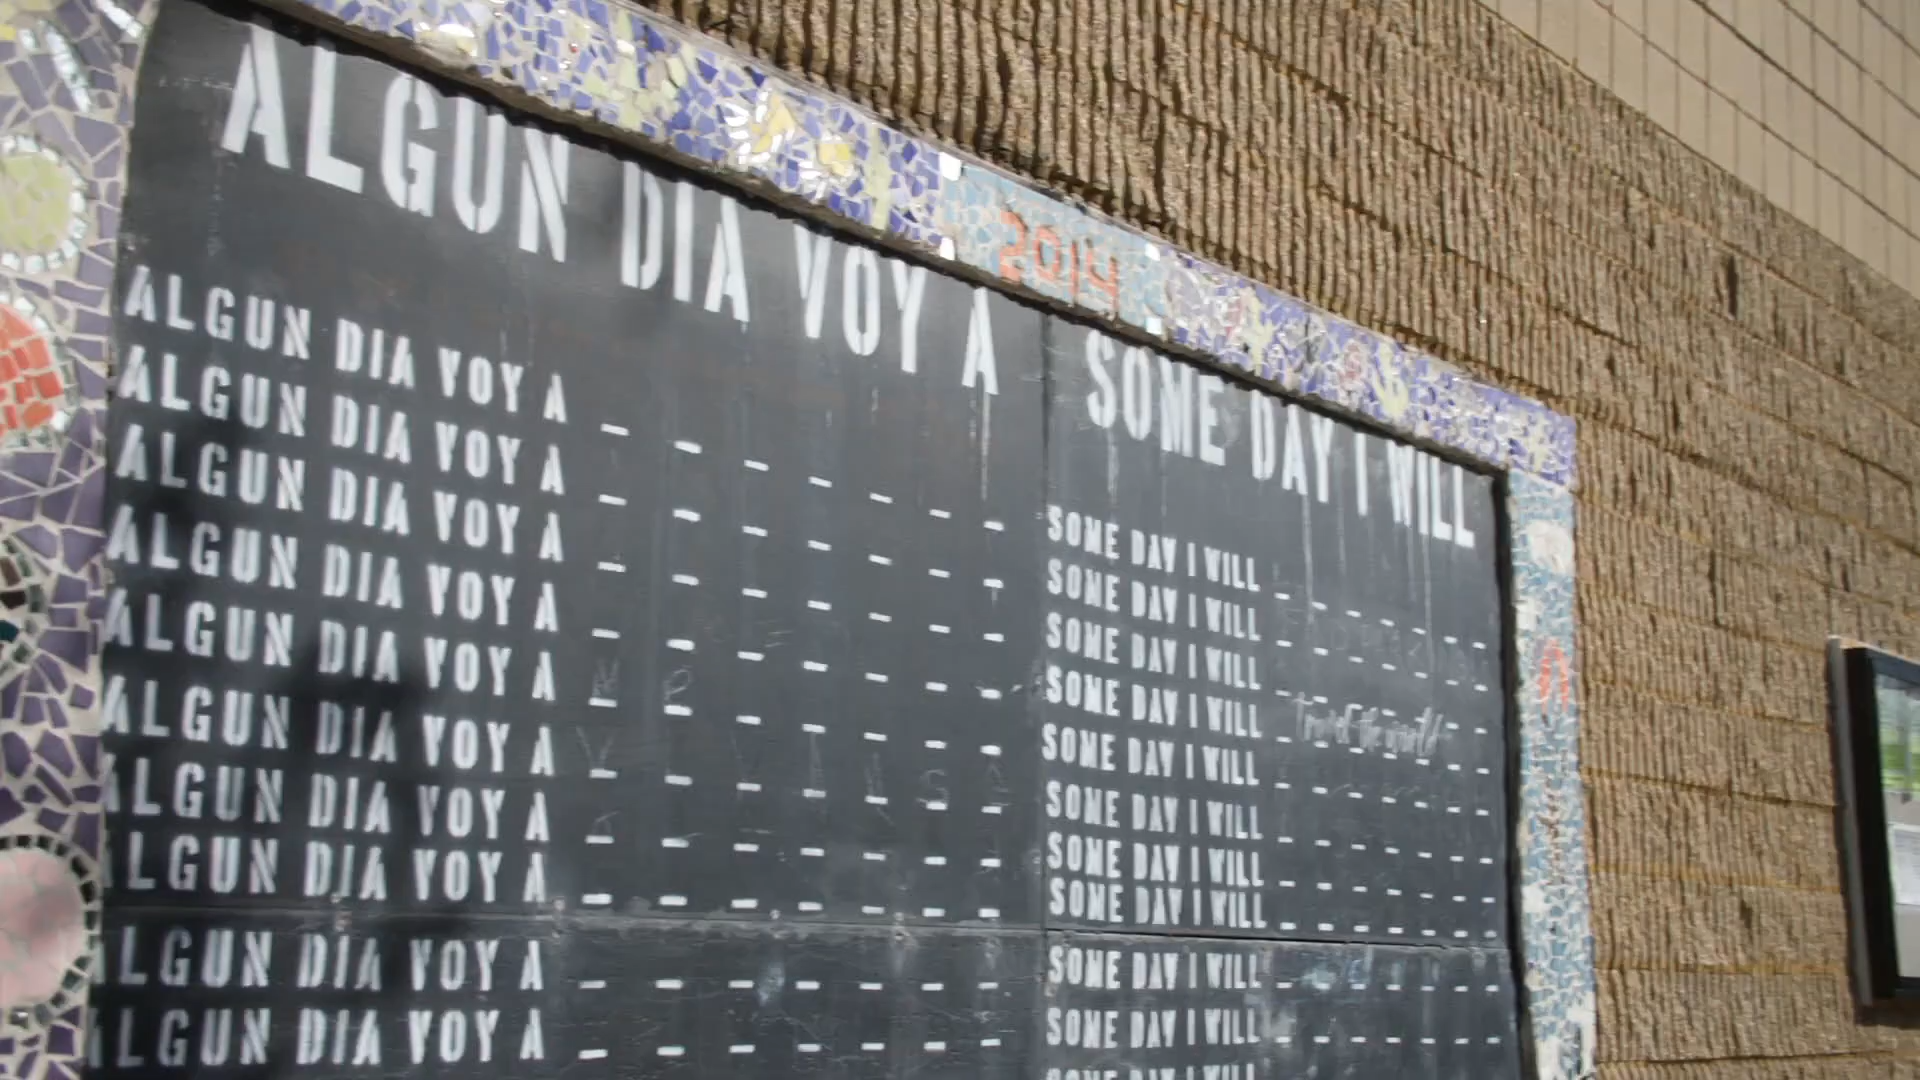 2014
ALGUN DIA VOY A
ALGUN DIA VOY A _ _ _ _ _ _ _
ALGUN DIA VOY A _ _ _ _ _ _ _
ALGUN DIA VOY A _ _ _ _ _ _ _
ALGUN DIA VOY A _ _ _ _ _ _ _
ALGUN DIA VOY A _ _ _ _ _ _ _
ALGUN DIA VOY A _ _ _ _ _ _ _
ALGUN DIA VOY A _ _ _ _ _ _ _
ALGUN DIA VOY A _ _ _ _ _ _ _
ALGUN DIA VOY A _ _ _ _ _ _ _
ALGUN DIA VOY A _ _ _ _ _ _ _
SOME DAY I WILL
SOME DAY I WILL _ _ _ _ _ _ _
SOME DAY I WILL _ _ _ _ _ _ _
SOME DAY I WILL _ _ _ _ _ _ _
SOME DAY I WILL travel the world
SOME DAY I WILL _ _ _ _ _ _ _
SOME DAY I WILL _ _ _ _ _ _ _
SOME DAY I WILL _ _ _ _ _ _ _
SOME DAY I WILL _ _ _ _ _ _ _
SOME DAY I WILL _ _ _ _ _ _ _
SOME DAY I WILL _ _ _ _ _ _ _
SOME DAY I WILL